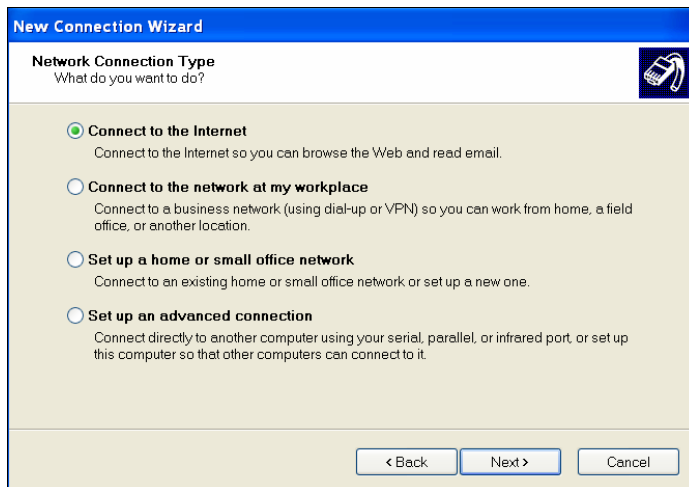 New Connection Wizard
Network Connection Type
What do you want to do?
Connect to the Internet
Connect to the Internet so you can browse the Web and read email.
Connect to the network at my workplace
Connect to a business network (using dial-up or VPN) so you can work from home, a field
office, or another location.
Set up a home or small office network
Connect to an existing home or small office network or set up a new one.
Set up an advanced connection
Connect directly to another computer using your serial, parallel, or infrared port, or set up
this computer so that other computers can connect to it.
< Back Next > Cancel